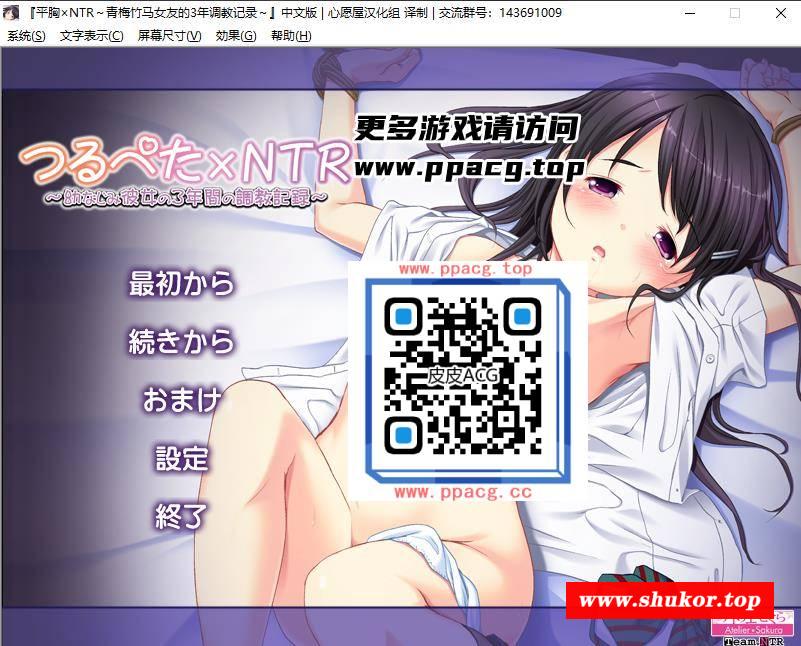 『平胸×NTR～青梅竹马女友的3年调教记录～』中文版 | 心愿屋汉化组 译制 | 交流群号：143691009
系统(S) 文字表示(C) 屏幕尺寸(V) 效果(G) 帮助(H)
更多游戏请访问
www.ppacg.top
つるぺた×NTR
～幼なじみ彼女の3年間の調教記録～
www.ppacg.top
最初から
続きから
皮皮ACG
おまけ
設定
www.ppacg.cc
終了
www.shukor.top
Atelier Sakura
Team NTR